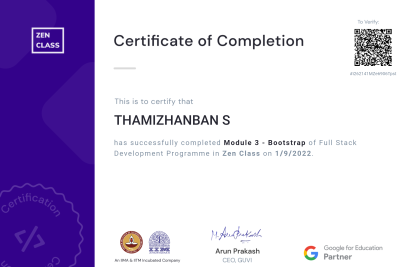 ZEN
CLASS
Certificate of Completion
To Verify
This is to certify that
THAMIZHANBAN S
has successfully completed Module 3 - Bootstrap of Full Stack
Development Programme in Zen Class on 1/9/2022.
Certification
</>
An IIMA & IITM Incubated Company
Arun Prakash
CEO, GUVI
Google for Education
Partner